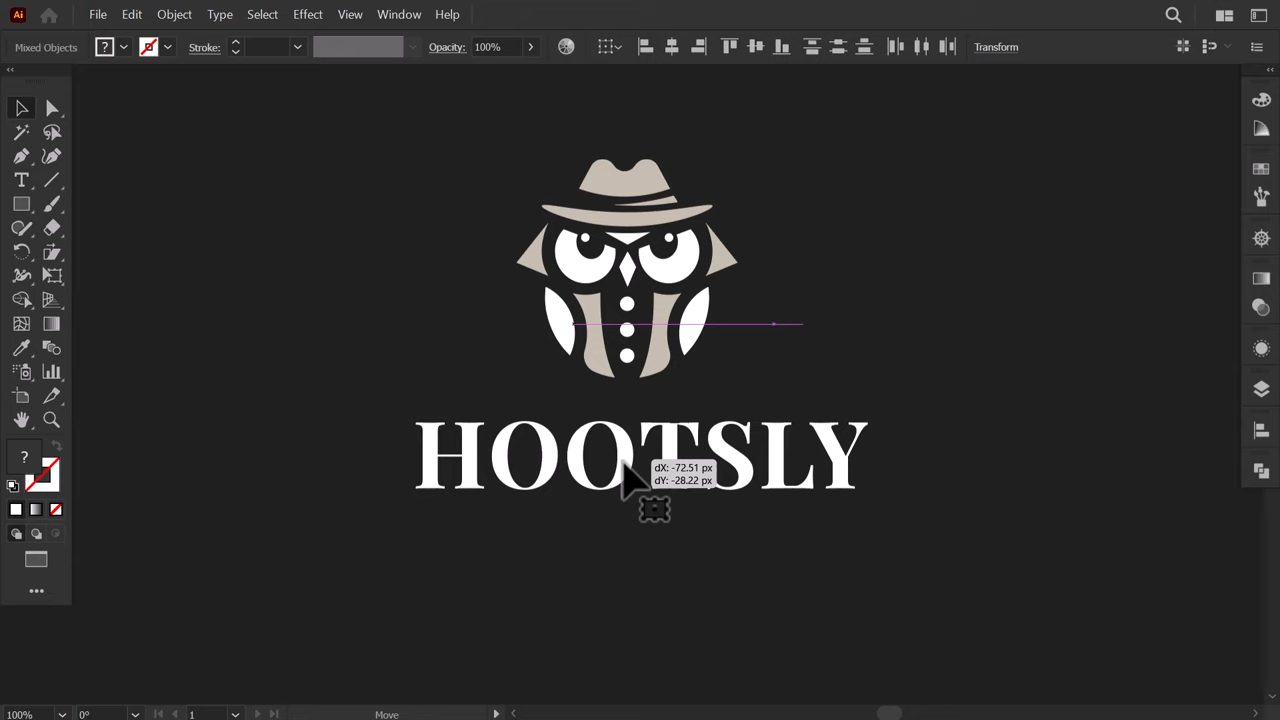 Ai File Edit Object Type Select Effect View Window Help
Mixed Objects ? Stroke: Opacity: 100% Transform
HOOTSLY
dX: -72.51 px
dY: -28.22 px
?
100% 0° 1 Move